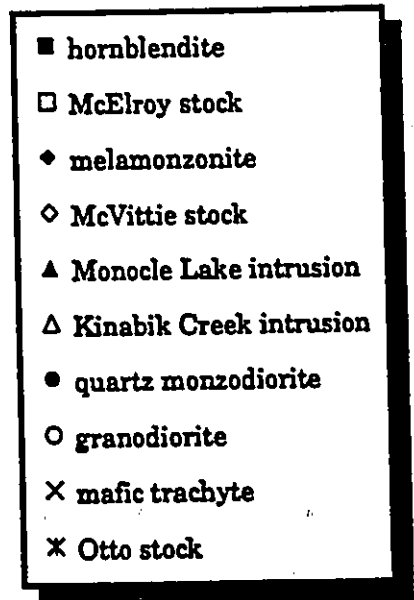 hornblendite
McElroy stock
melamonzonite
McVittie stock
Monocle Lake intrusion
Kinabik Creek intrusion
quartz monzodiorite
granodiorite
mafic trachyte
Otto stock